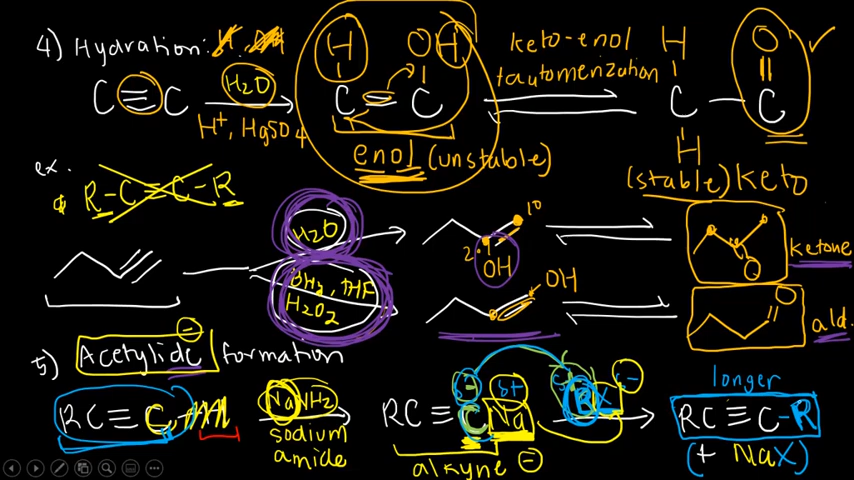 4) Hydration:
H OH keto-enol H O
C≡C H2O C=C tautomerization C-C
H+, HgSO4 H
enol (unstable) (stable) keto
ex.
R-C≡C-R
H2O 2° 1° OH O ketone
BH3, THF OH O
H2O2 ald.
5) Acetylide formation
⊖ δ+ longer
RC≡C NaNH2 RC≡C Na RX RC≡C-R
sodium (+ NaX)
amide alkyne ⊖